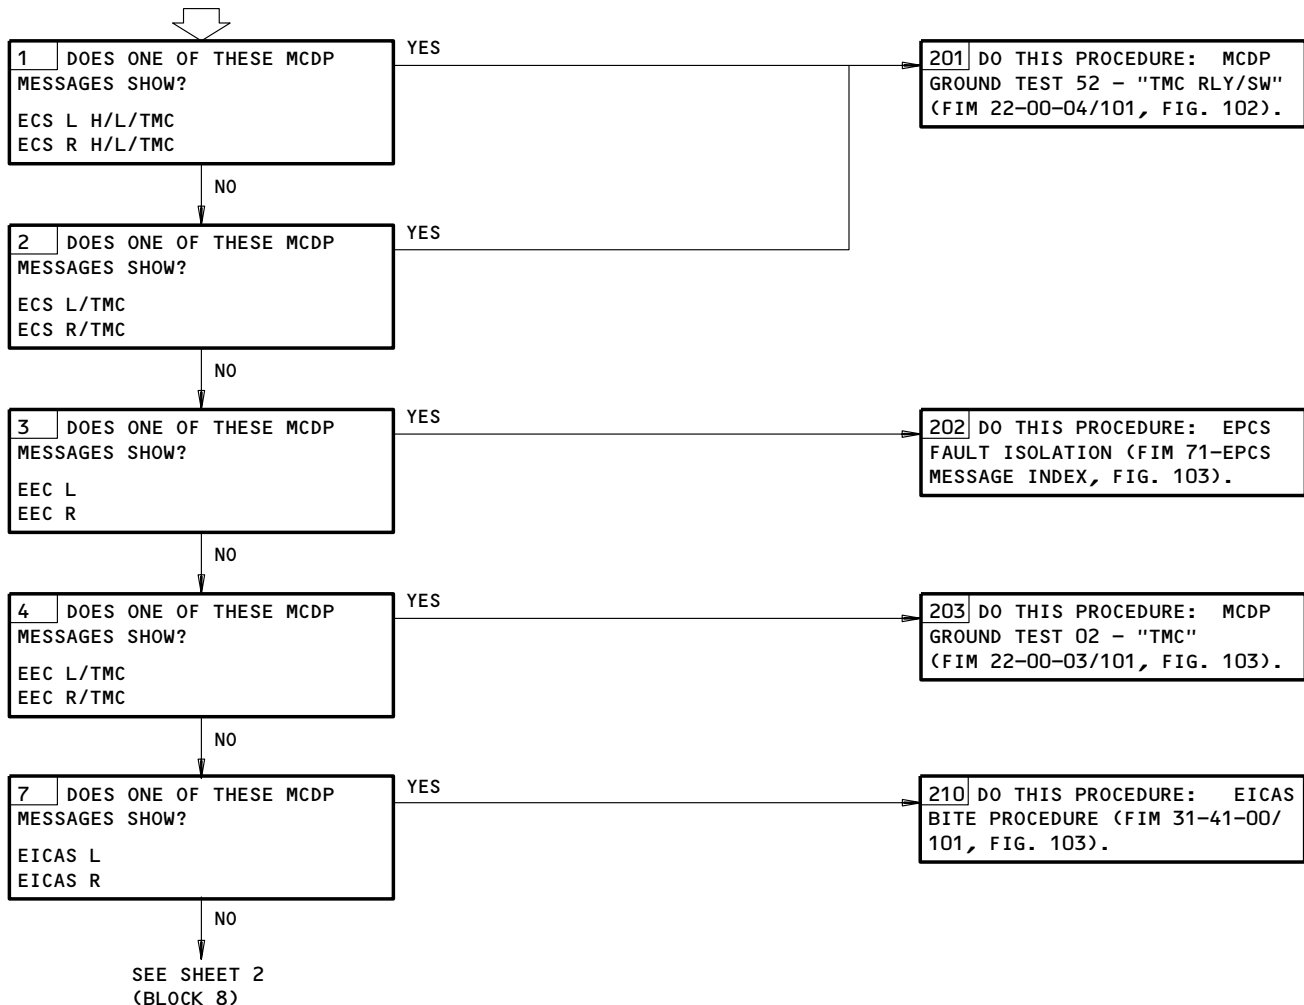 1 DOES ONE OF THESE MCDP
MESSAGES SHOW?
ECS L H/L/TMC
ECS R H/L/TMC
YES
201 DO THIS PROCEDURE: MCDP
GROUND TEST 52 - "TMC RLY/SW"
(FIM 22-00-04/101, FIG. 102).
NO
2 DOES ONE OF THESE MCDP
MESSAGES SHOW?
ECS L/TMC
ECS R/TMC
YES
NO
3 DOES ONE OF THESE MCDP
MESSAGES SHOW?
EEC L
EEC R
YES
202 DO THIS PROCEDURE: EPCS
FAULT ISOLATION (FIM 71-EPCS
MESSAGE INDEX, FIG. 103).
NO
4 DOES ONE OF THESE MCDP
MESSAGES SHOW?
EEC L/TMC
EEC R/TMC
YES
203 DO THIS PROCEDURE: MCDP
GROUND TEST 02 - "TMC"
(FIM 22-00-03/101, FIG. 103).
NO
7 DOES ONE OF THESE MCDP
MESSAGES SHOW?
EICAS L
EICAS R
YES
210 DO THIS PROCEDURE: EICAS
BITE PROCEDURE (FIM 31-41-00/
101, FIG. 103).
NO
SEE SHEET 2
(BLOCK 8)